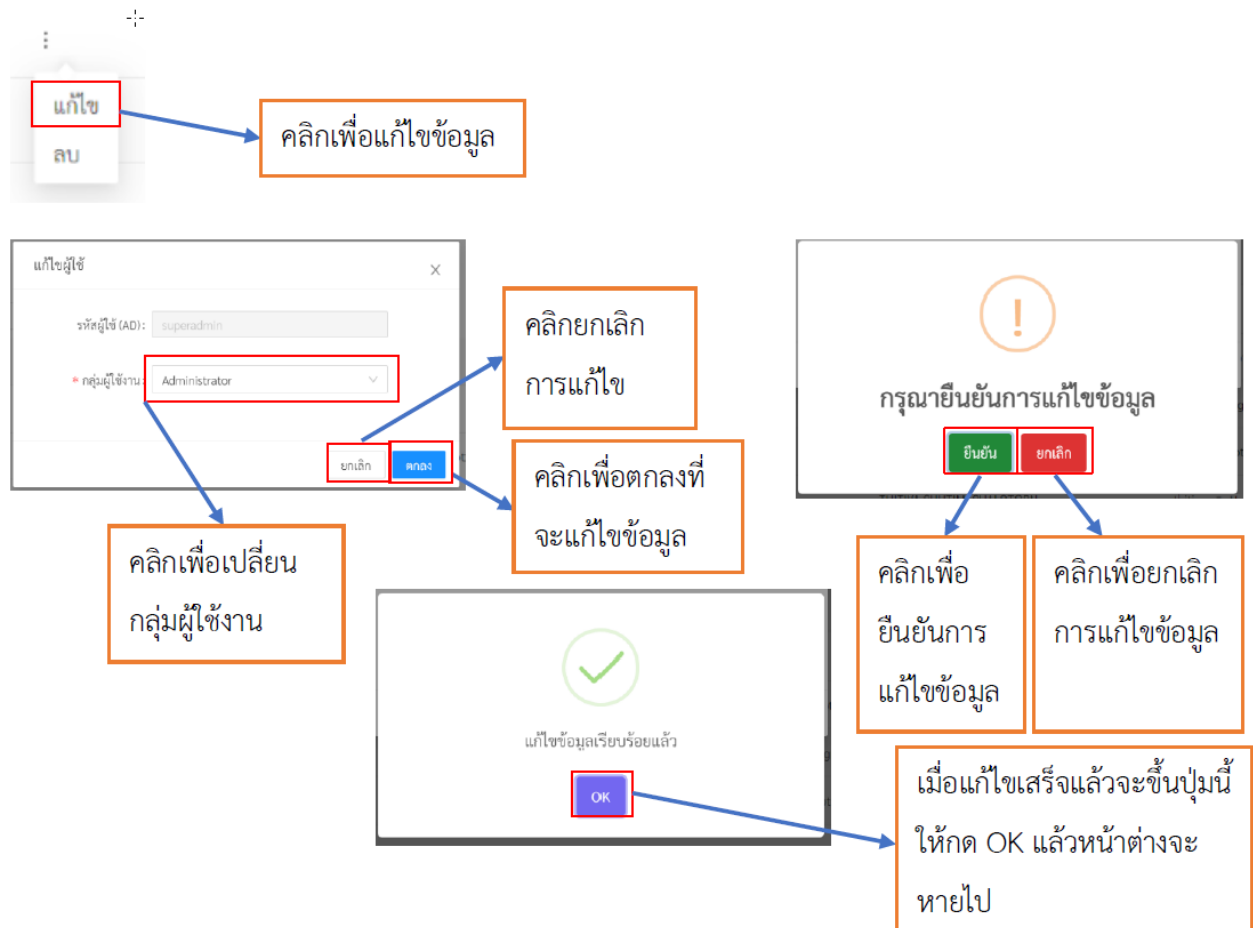 แก้ไข
ลบ
คลิกเพื่อแก้ไขข้อมูล
แก้ไขผู้ใช้
รหัสผู้ใช้ (AD):
superadmin
* กลุ่มผู้ใช้งาน :
Administrator
ยกเลิก
ตกลง
คลิกยกเลิก
การแก้ไข
คลิกเพื่อตกลงที่
จะแก้ไขข้อมูล
คลิกเพื่อเปลี่ยน
กลุ่มผู้ใช้งาน
กรุณายืนยันการแก้ไขข้อมูล
ยืนยัน
ยกเลิก
คลิกเพื่อ
ยืนยันการ
แก้ไขข้อมูล
คลิกเพื่อยกเลิก
การแก้ไขข้อมูล
แก้ไขข้อมูลเรียบร้อยแล้ว
OK
เมื่อแก้ไขเสร็จแล้วจะขึ้นปุ่มนี้
ให้กด OK แล้วหน้าต่างจะ
หายไป